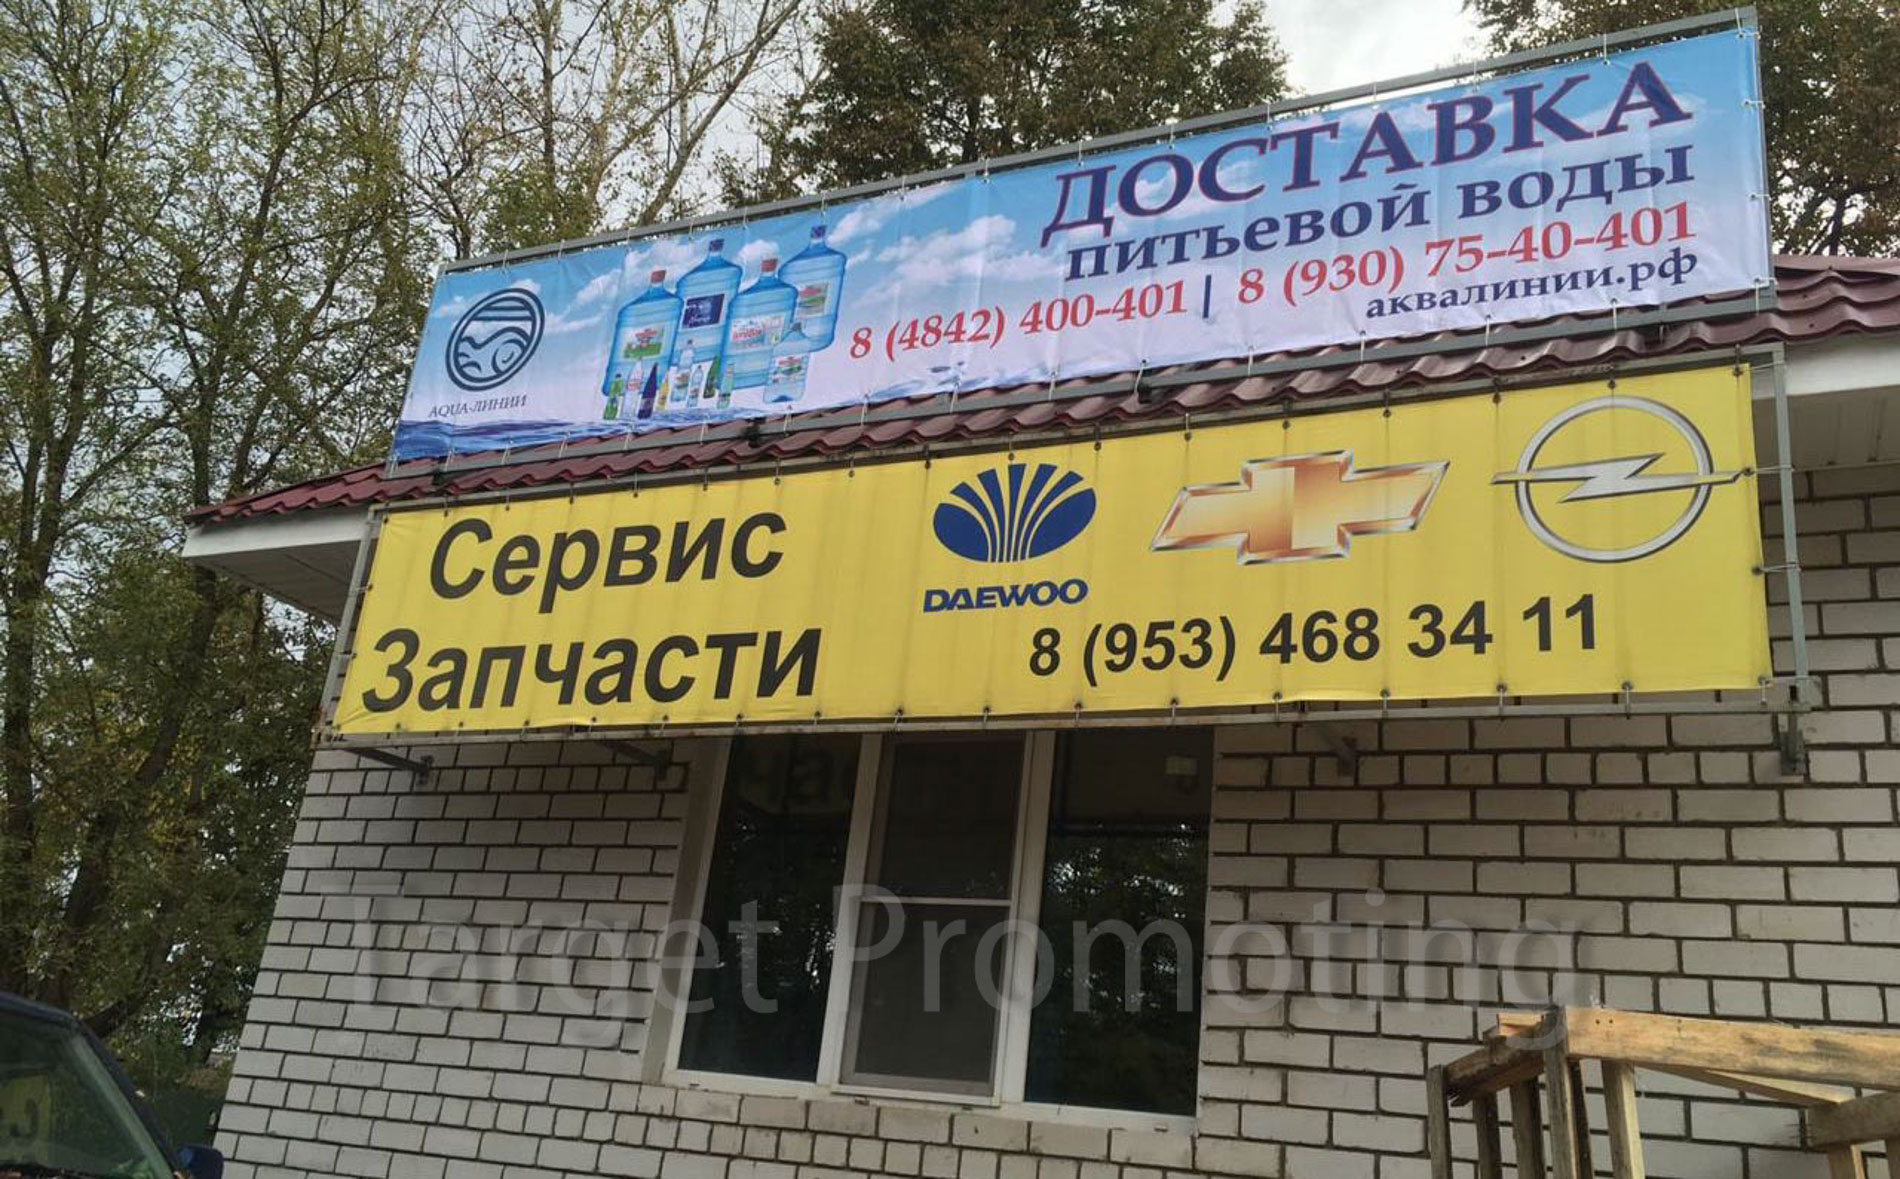 ДОСТАВКА
питьевой воды
8 (4842) 400-401 | 8 (930) 75-40-401
аквалинии.рф
AQUA-ЛИНИИ
Сервис
Запчасти
DAEWOO
8 (953) 468 34 11
Target Promoting